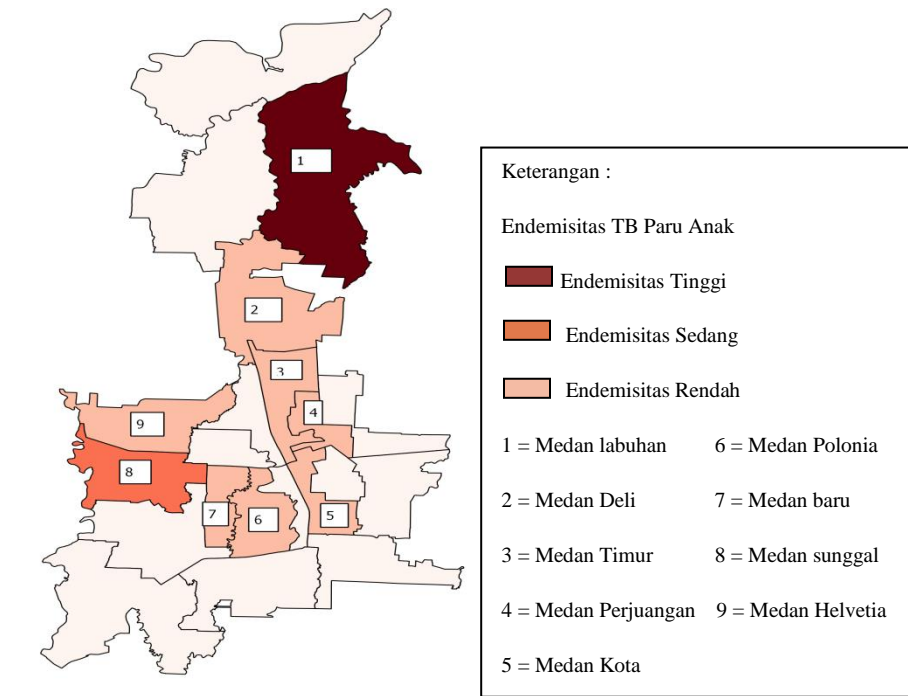 1
2
3
4
9
8
7
6
5
Keterangan :
Endemisitas TB Paru Anak
Endemisitas Tinggi
Endemisitas Sedang
Endemisitas Rendah
1 = Medan labuhan 6 = Medan Polonia
2 = Medan Deli 7 = Medan baru
3 = Medan Timur 8 = Medan sunggal
4 = Medan Perjuangan 9 = Medan Helvetia
5 = Medan Kota